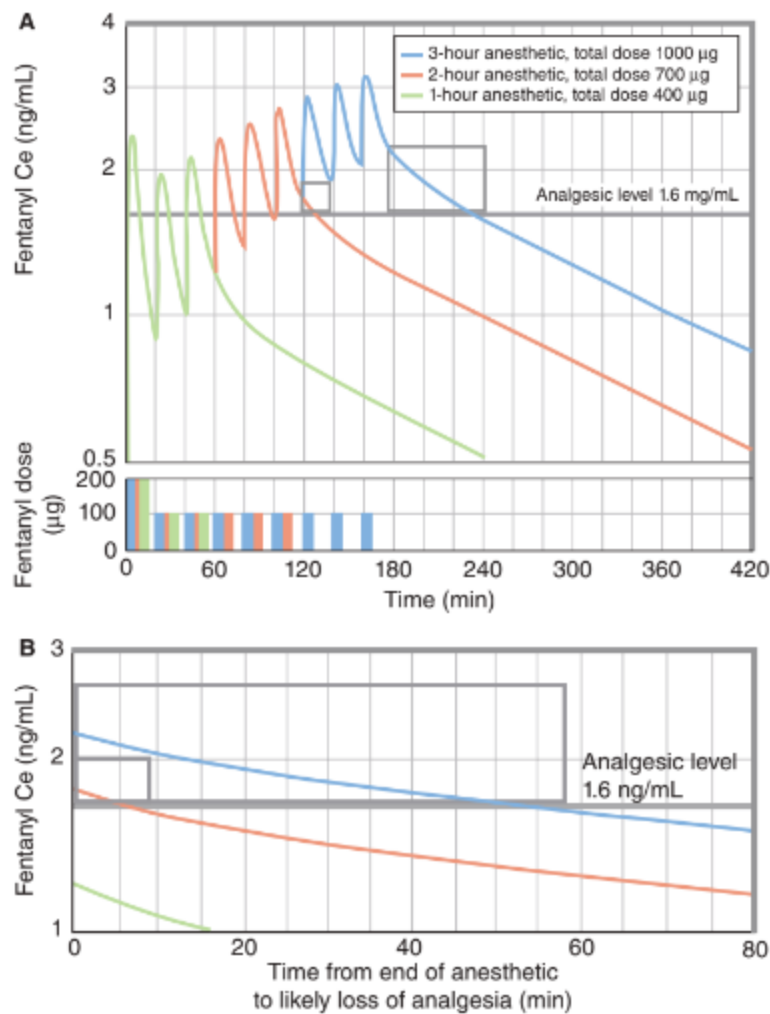 A
4
3
2
1
0.5
Fentanyl Ce (ng/mL)
3-hour anesthetic, total dose 1000 μg
2-hour anesthetic, total dose 700 μg
1-hour anesthetic, total dose 400 μg
Analgesic level 1.6 mg/mL
Fentanyl dose
(μg)
200
100
0
0 60 120 180 240 300 360 420
Time (min)
B
3
2
1
Fentanyl Ce (ng/mL)
Analgesic level
1.6 ng/mL
0 20 40 60 80
Time from end of anesthetic
to likely loss of analgesia (min)